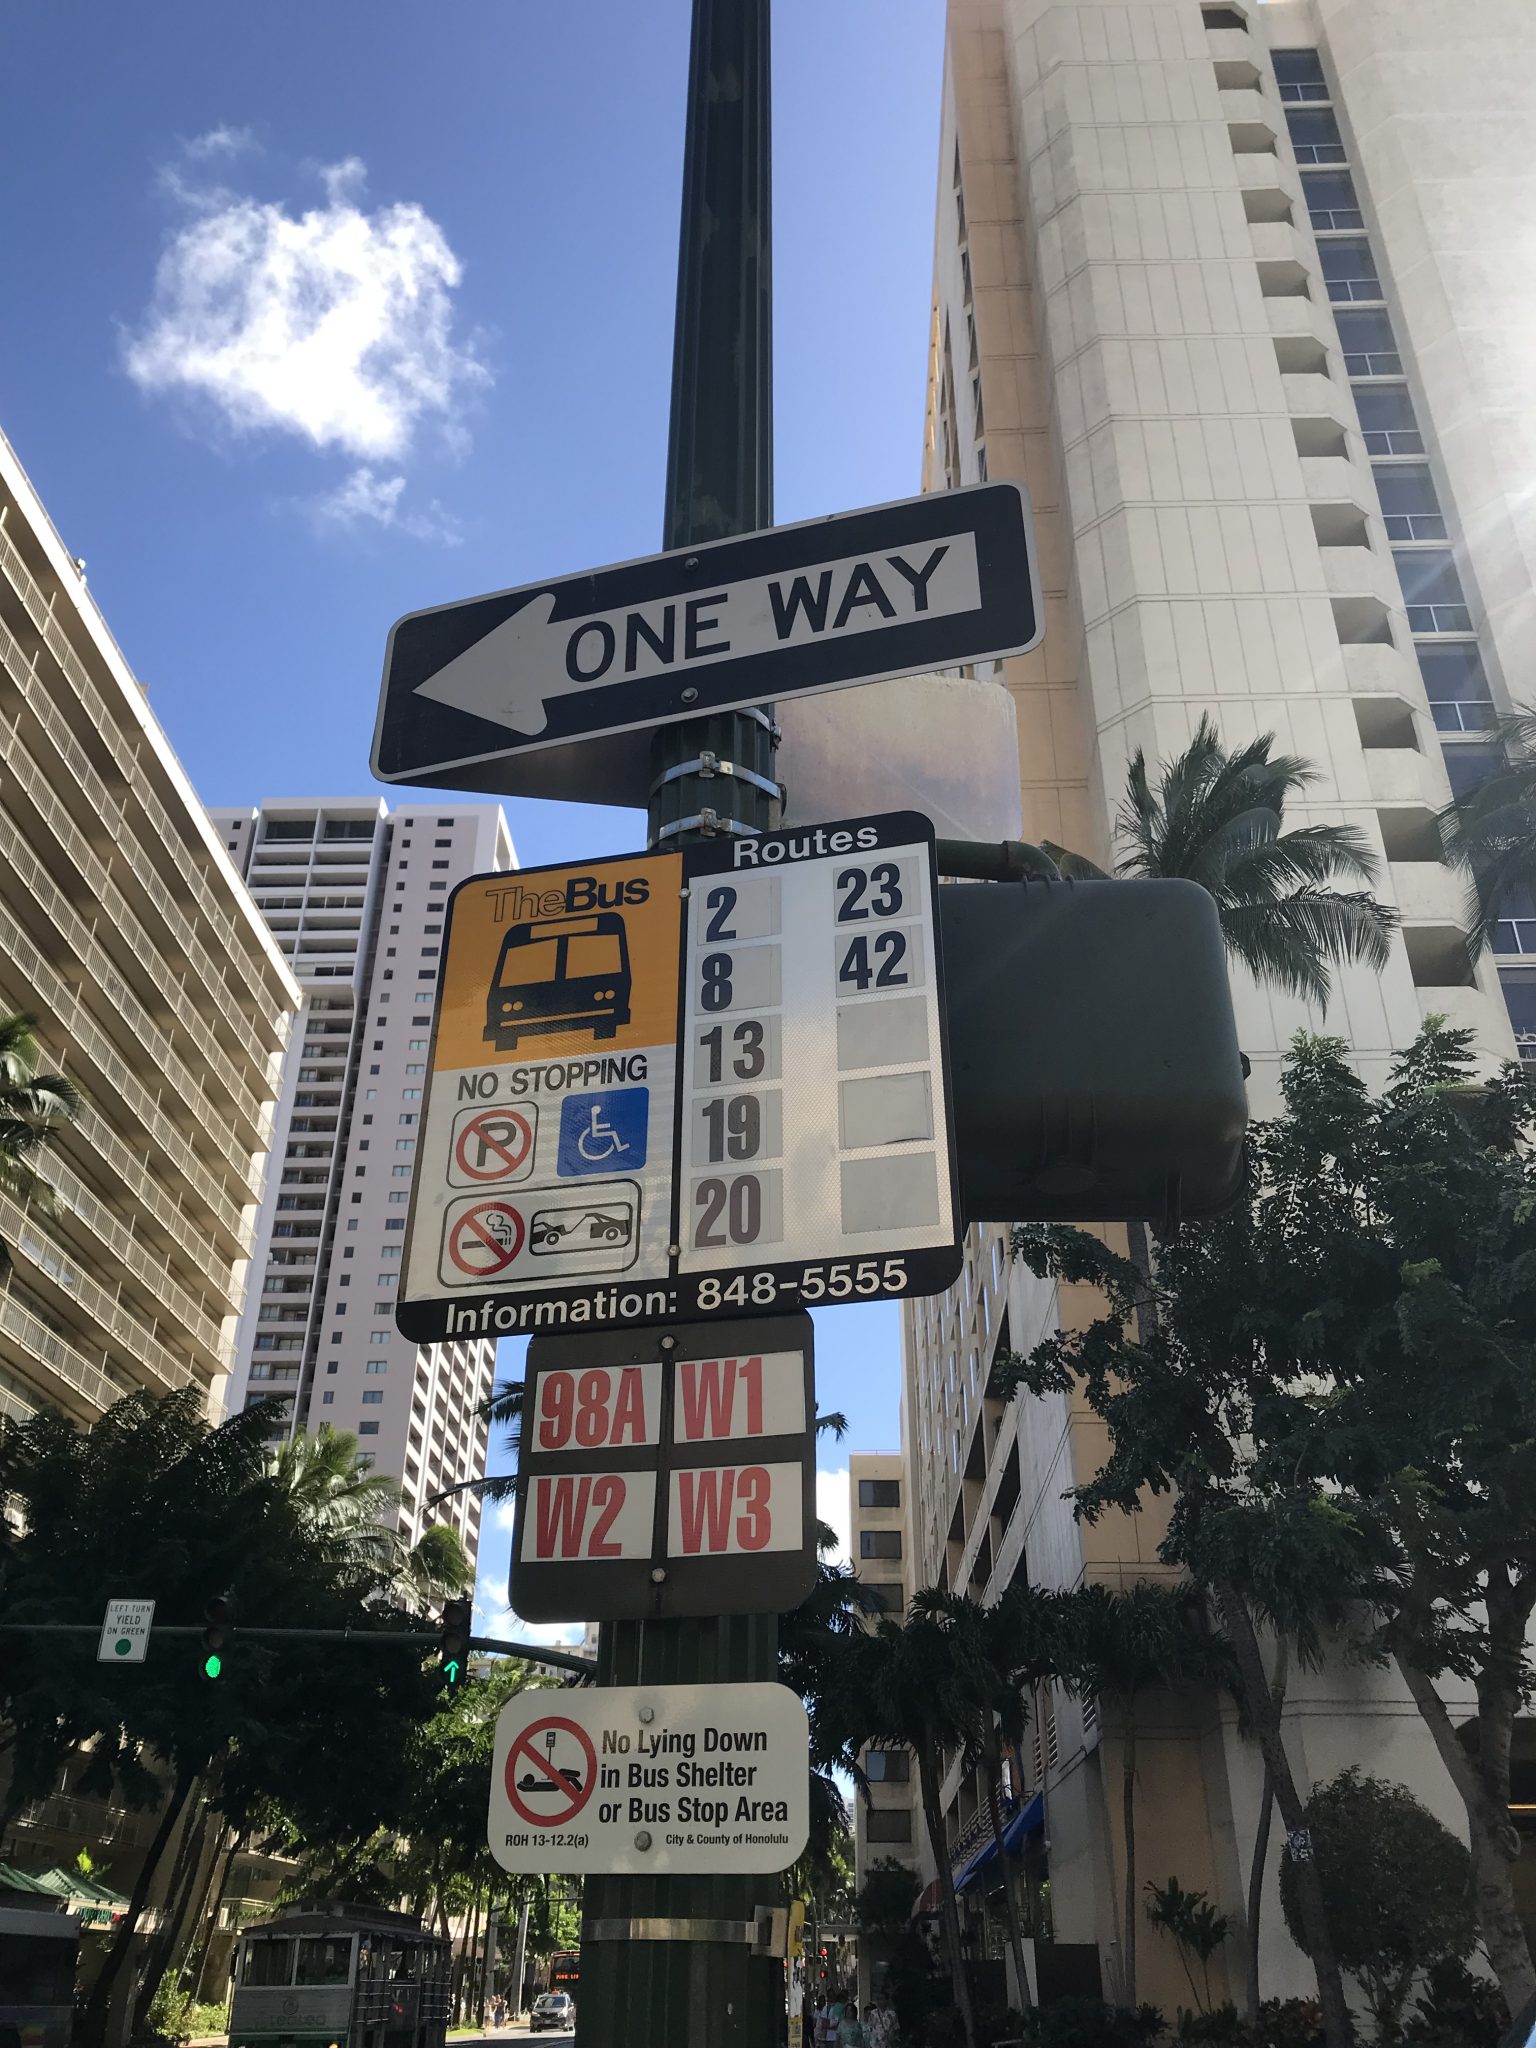 ONE WAY
TheBus
NO STOPPING
P
Routes
2
8
13
19
20
23
42
Information: 848-5555
98A W1
W2 W3
LEFT TURN
YIELD
ON GREEN
No Lying Down
in Bus Shelter
or Bus Stop Area
ROH 13-12.2(a) City & County of Honolulu